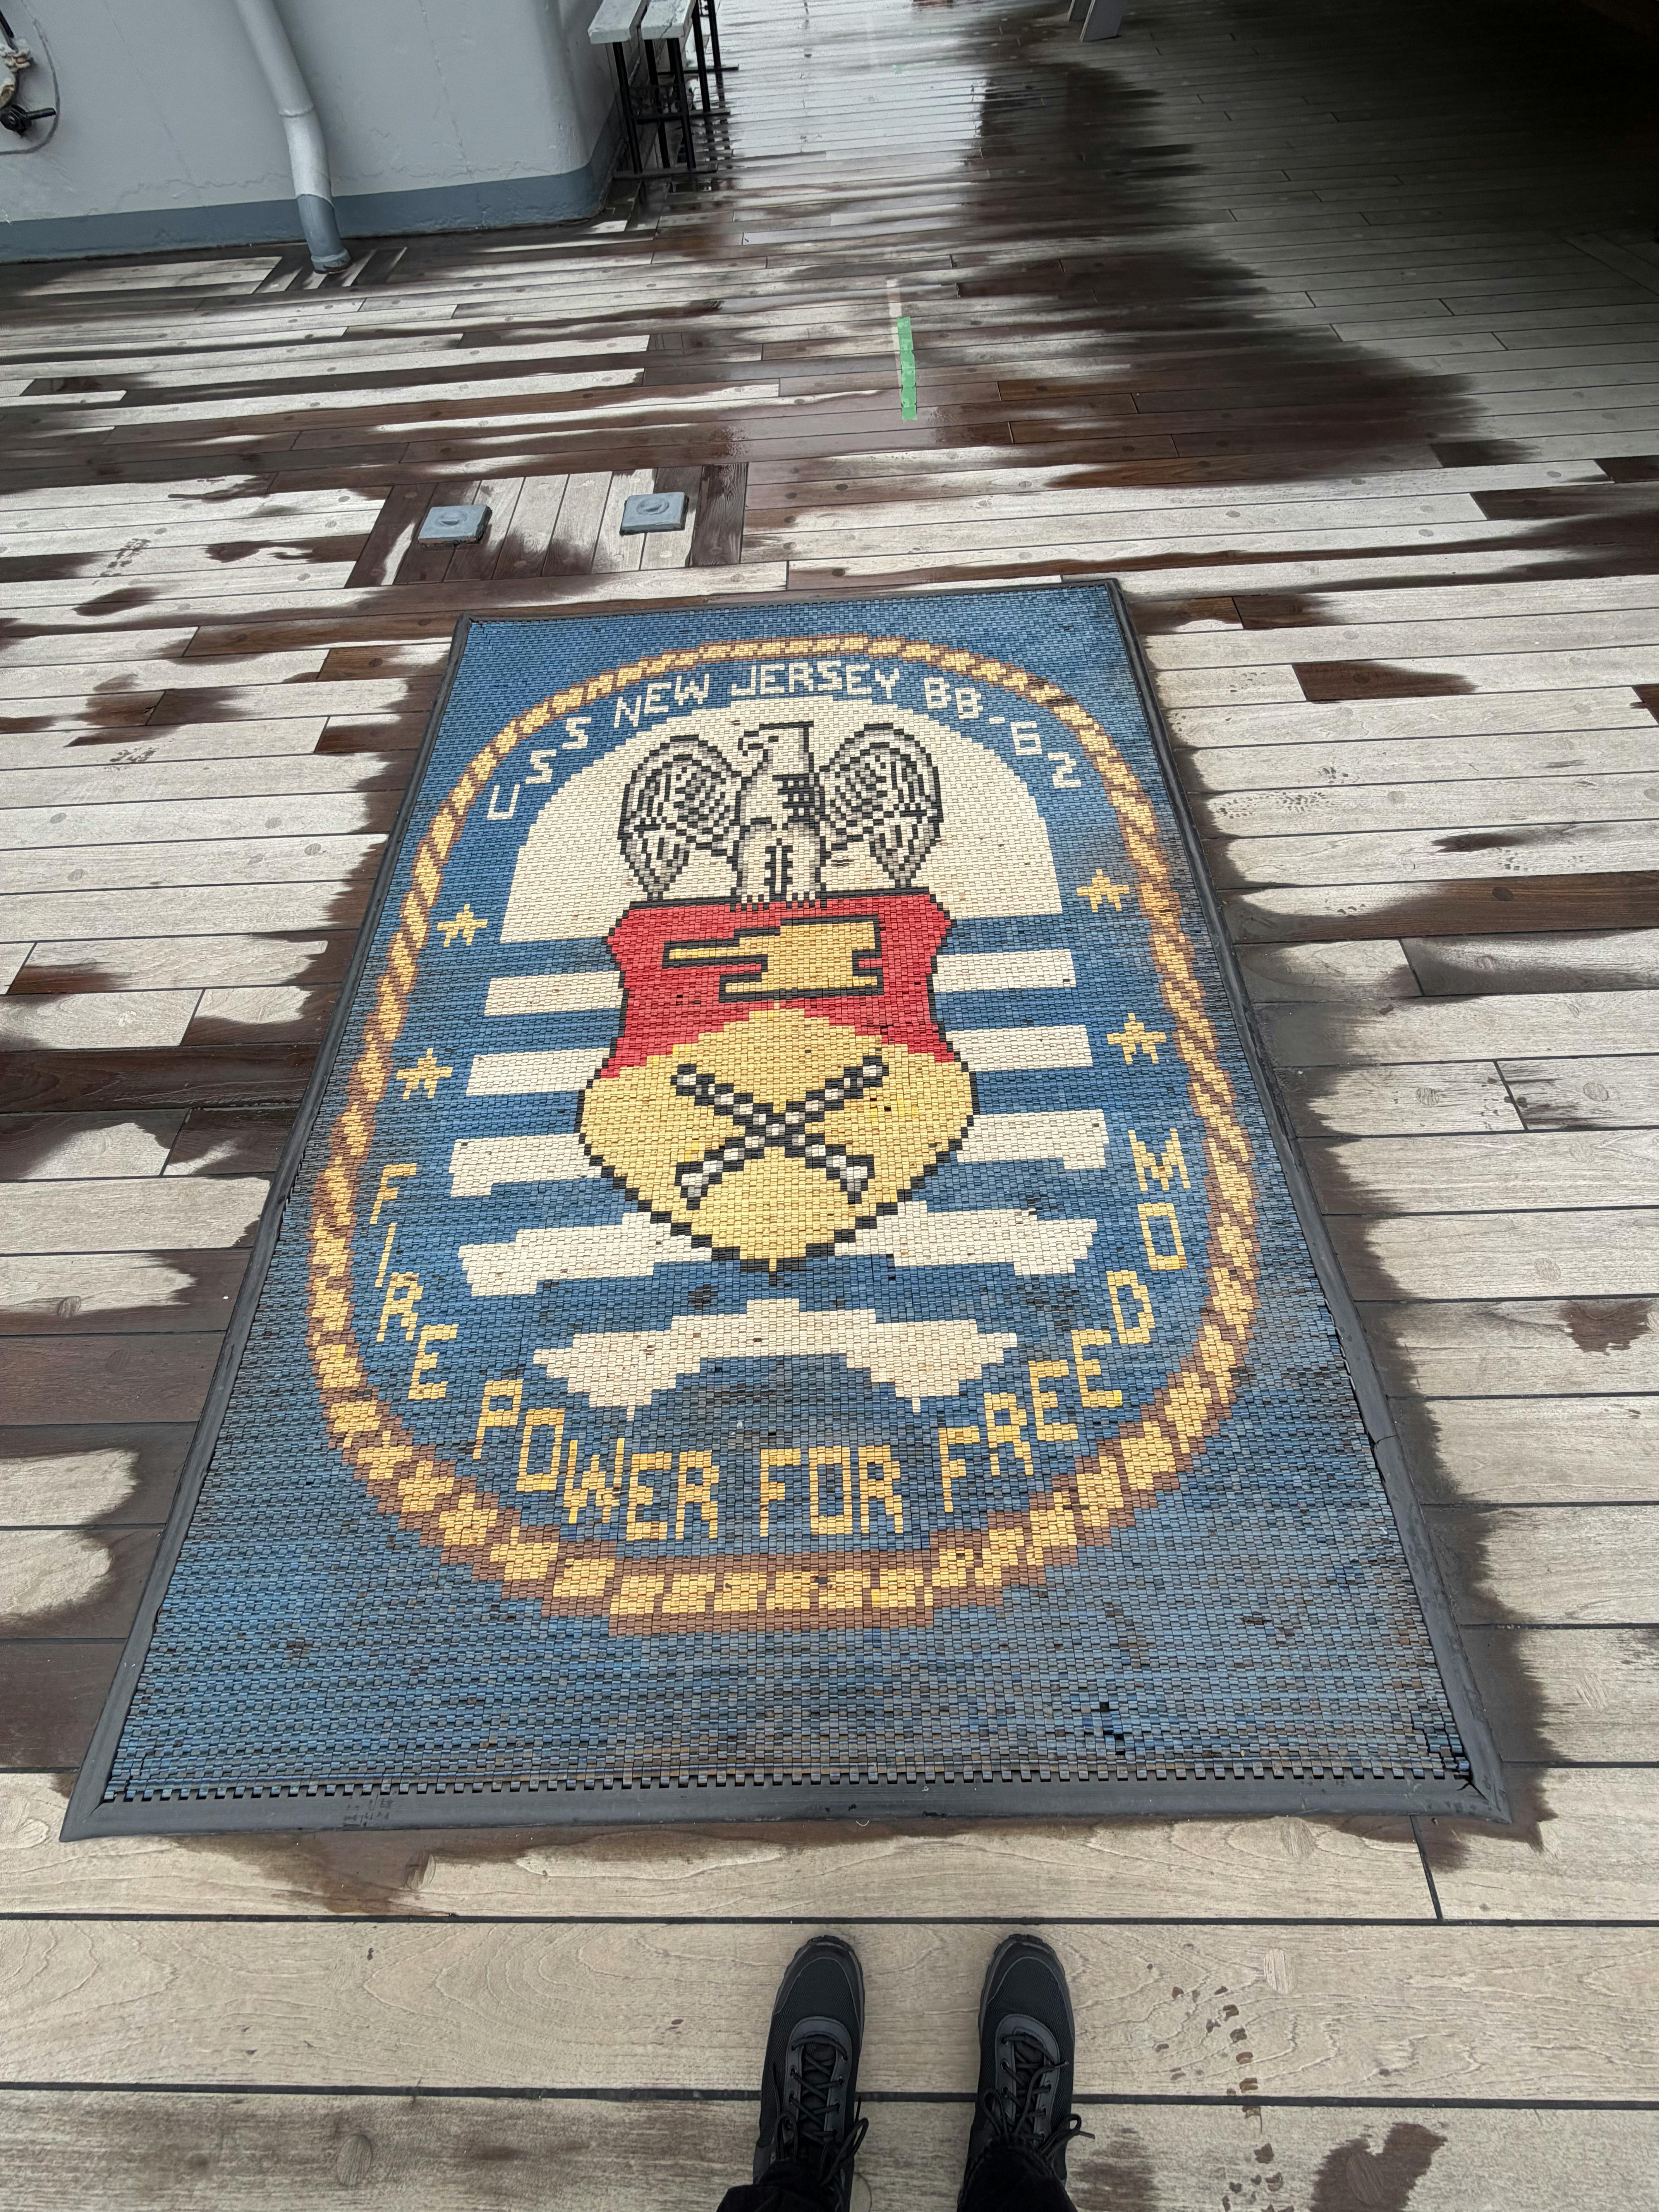 USS NEW JERSEY BB-62
FIRE POWER FOR FREEDOM